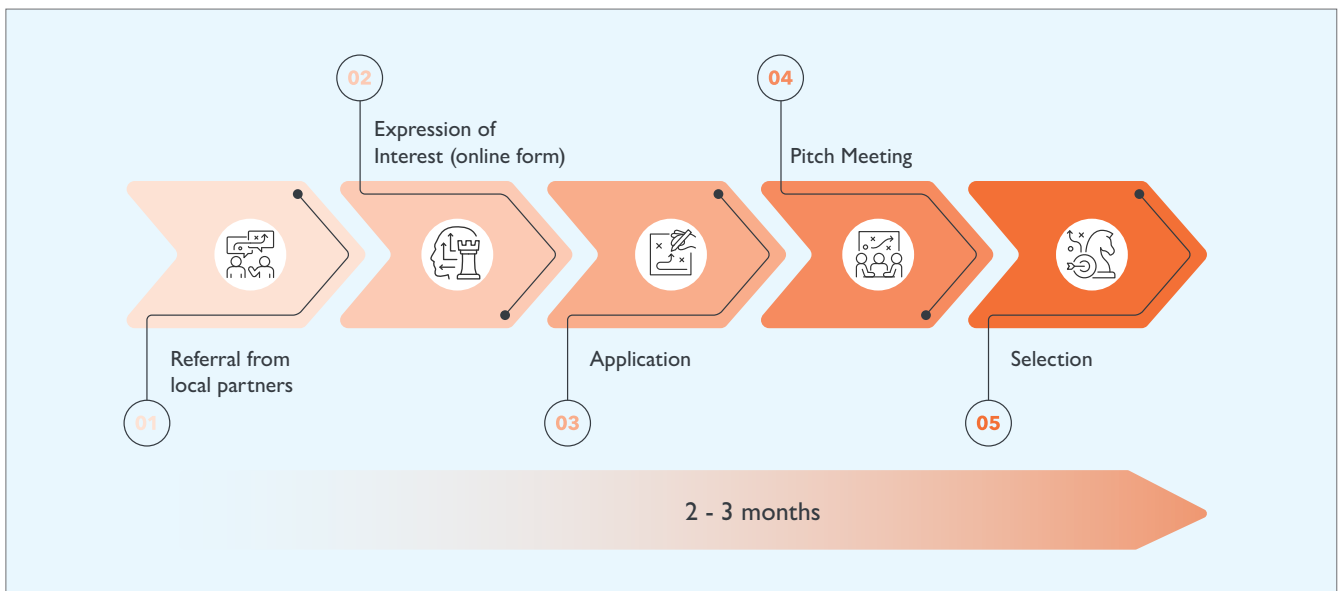 02
04
Expression of
Interest (online form)
Pitch Meeting
Referral from
local partners
Application
Selection
01
03
05
2 - 3 months